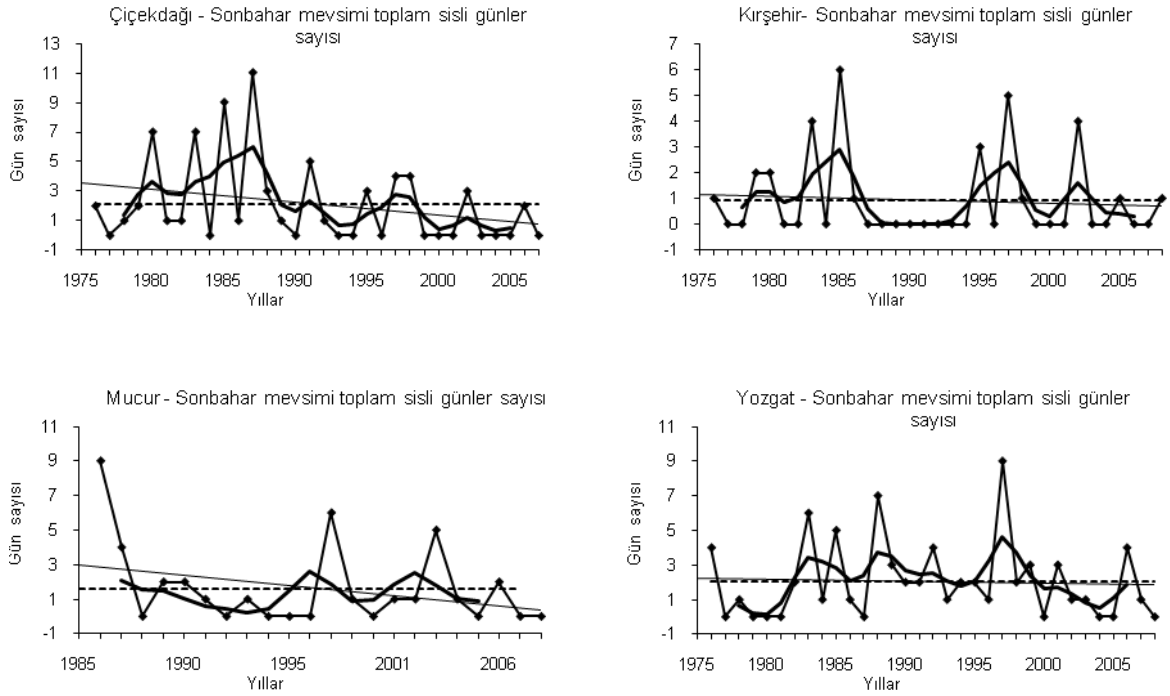 Çiçekdağı - Sonbahar mevsimi toplam sisli günler
sayısı
13
11
9
7
5
3
1
-1
Gün sayısı
1975 1980 1985 1990 1995 2000 2005
Yıllar
Kırşehir- Sonbahar mevsimi toplam sisli günler
sayısı
7
6
5
4
3
2
1
0
-1
Gün sayısı
1975 1980 1985 1990 1995 2000 2005
Yıllar
Mucur - Sonbahar mevsimi toplam sisli günler sayısı
11
9
7
5
3
1
-1
Gün sayısı
1985 1990 1995 2001 2006
Yıllar
Yozgat - Sonbahar mevsimi toplam sisli günler
sayısı
11
9
7
5
3
1
-1
Gün sayısı
1975 1980 1985 1990 1995 2000 2005
Yıllar